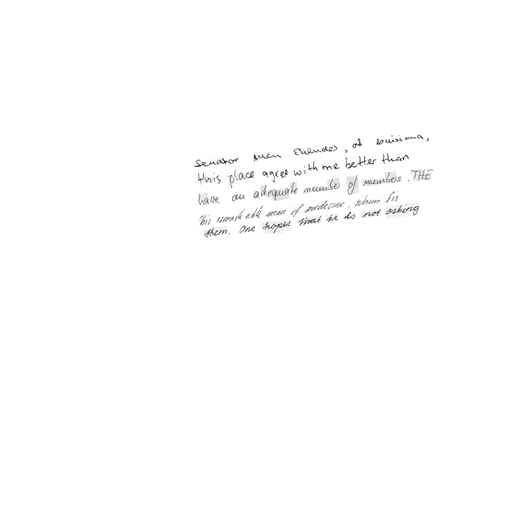 Senator Allen Ellender, of Louisiana,
this place agree with me better than
have an adequate number of members. THE
this remarkable man of medicine, whom his
them. One hopes that he is not asking